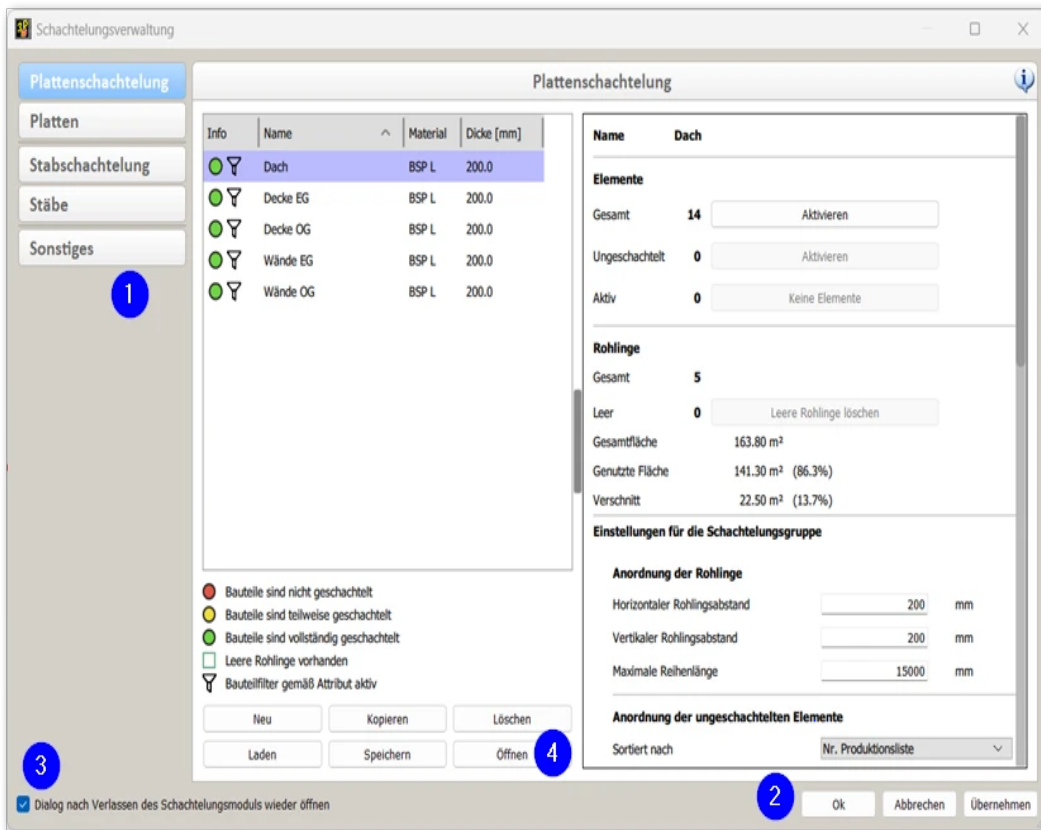 Schachtelungsverwaltung
Plattenschachtelung
Platten
Stabschachtelung
Stäbe
Sonstiges
1
Plattenschachtelung
Info Name Material Dicke [mm]
Dach BSP L 200.0
Decke EG BSP L 200.0
Decke OG BSP L 200.0
Wände EG BSP L 200.0
Wände OG BSP L 200.0
Bauteile sind nicht geschachtelt
Bauteile sind teilweise geschachtelt
Bauteile sind vollständig geschachtelt
Leere Rohlinge vorhanden
Bauteilfilter gemäß Attribut aktiv
Neu Kopieren Löschen
Laden Speichern Öffnen 4
Name Dach
Elemente
Gesamt 14 Aktivieren
Ungeschachtelt 0 Aktivieren
Aktiv 0 Keine Elemente
Rohlinge
Gesamt 5
Leer 0 Leere Rohlinge löschen
Gesamtfläche 163.80 m²
Genutzte Fläche 141.30 m² (86.3%)
Verschnitt 22.50 m² (13.7%)
Einstellungen für die Schachtelungsgruppe
Anordnung der Rohlinge
Horizontaler Rohlingsabstand 200 mm
Vertikaler Rohlingsabstand 200 mm
Maximale Reihenlänge 15000 mm
Anordnung der ungeschachtelten Elemente
Sortiert nach Nr. Produktionsliste
3
Dialog nach Verlassen des Schachtelungsmoduls wieder öffnen
2 Ok Abbrechen Übernehmen